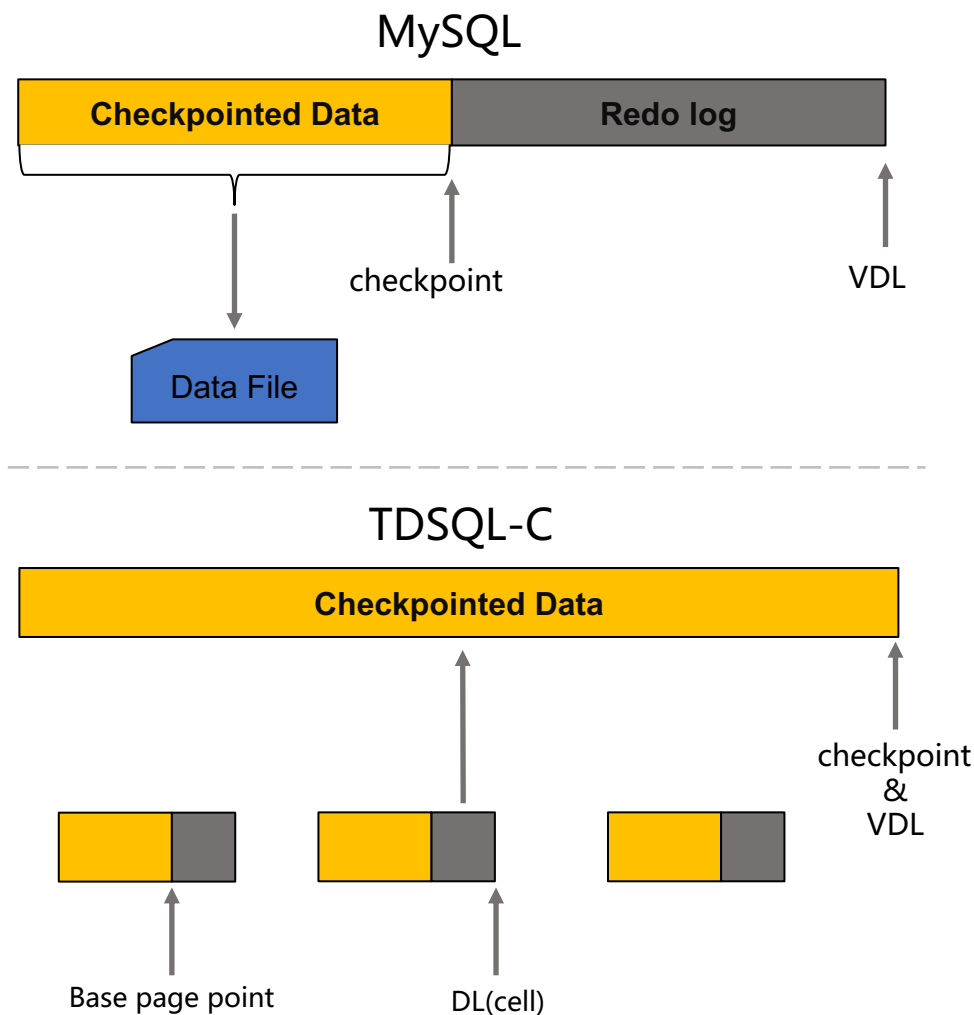 MySQL
Checkpointed Data
Redo log
checkpoint
VDL
Data File
TDSQL-C
Checkpointed Data
checkpoint
&
VDL
Base page point
DL(cell)